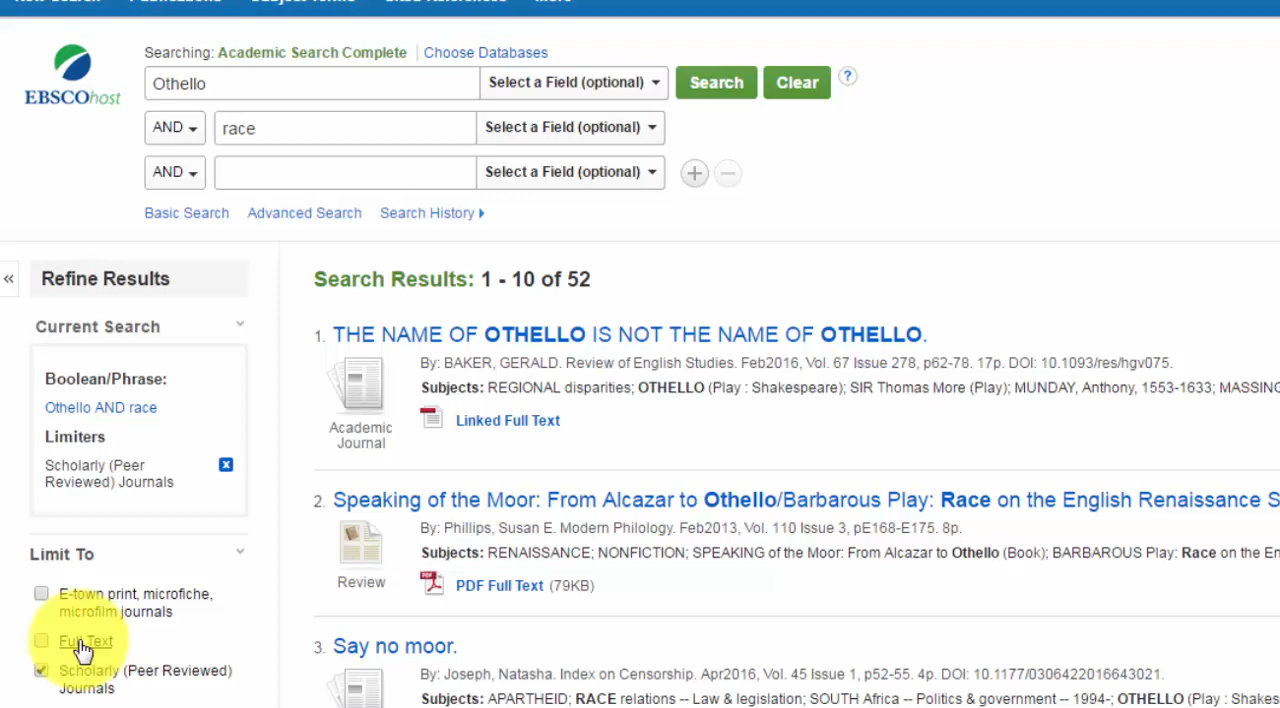 New Search Publications Subject Terms Cited References More
Searching: Academic Search Complete Choose Databases
EBSCOhost
Othello Select a Field (optional) Search Clear ?
AND race Select a Field (optional)
AND Select a Field (optional)
Basic Search Advanced Search Search History
« Refine Results
Current Search
Boolean/Phrase:
Othello AND race
Limiters
Scholarly (Peer
Reviewed) Journals
Limit To
E-town print, microfiche,
microfilm journals
Full Text
Scholarly (Peer Reviewed)
Journals
Search Results: 1 - 10 of 52
1. THE NAME OF OTHELLO IS NOT THE NAME OF OTHELLO.
By: BAKER, GERALD. Review of English Studies. Feb2016, Vol. 67 Issue 278, p62-78. 17p. DOI: 10.1093/res/hgv075.
Subjects: REGIONAL disparities; OTHELLO (Play : Shakespeare); SIR Thomas More (Play); MUNDAY, Anthony, 1553-1633; MASSING
Academic
Journal
Linked Full Text
2. Speaking of the Moor: From Alcazar to Othello/Barbarous Play: Race on the English Renaissance S
By: Phillips, Susan E. Modern Philology. Feb2013, Vol. 110 Issue 3, pE168-E175. 8p.
Subjects: RENAISSANCE; NONFICTION; SPEAKING of the Moor: From Alcazar to Othello (Book); BARBAROUS Play: Race on the En
Review
PDF Full Text (79KB)
3. Say no moor.
By: Joseph, Natasha. Index on Censorship. Apr2016, Vol. 45 Issue 1, p52-55. 4p. DOI: 10.1177/0306422016643021.
Subjects: APARTHEID; RACE relations -- Law & legislation; SOUTH Africa -- Politics & government -- 1994-; OTHELLO (Play : Shakes